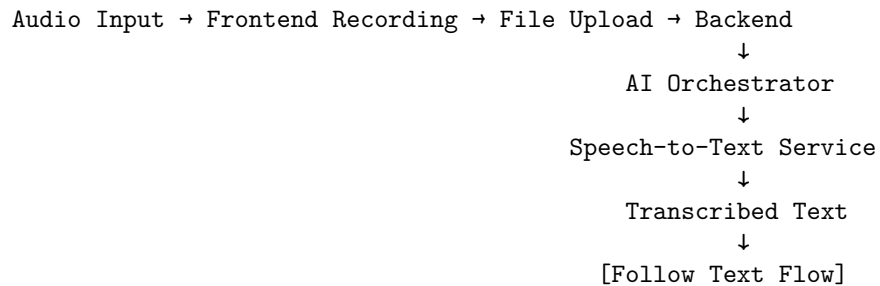 Audio Input → Frontend Recording → File Upload → Backend
↓
AI Orchestrator
↓
Speech-to-Text Service
↓
Transcribed Text
↓
[Follow Text Flow]